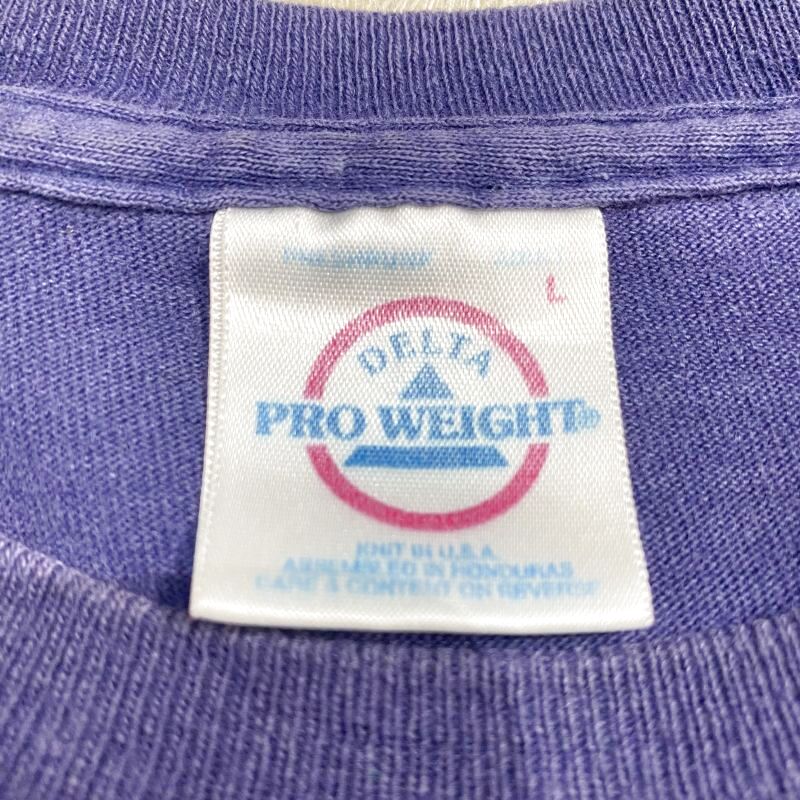 L
DELTA
PRO WEIGHT®
KNIT IN U.S.A.
ASSEMBLED IN HONDURAS
CARE & CONTENT ON REVERSE